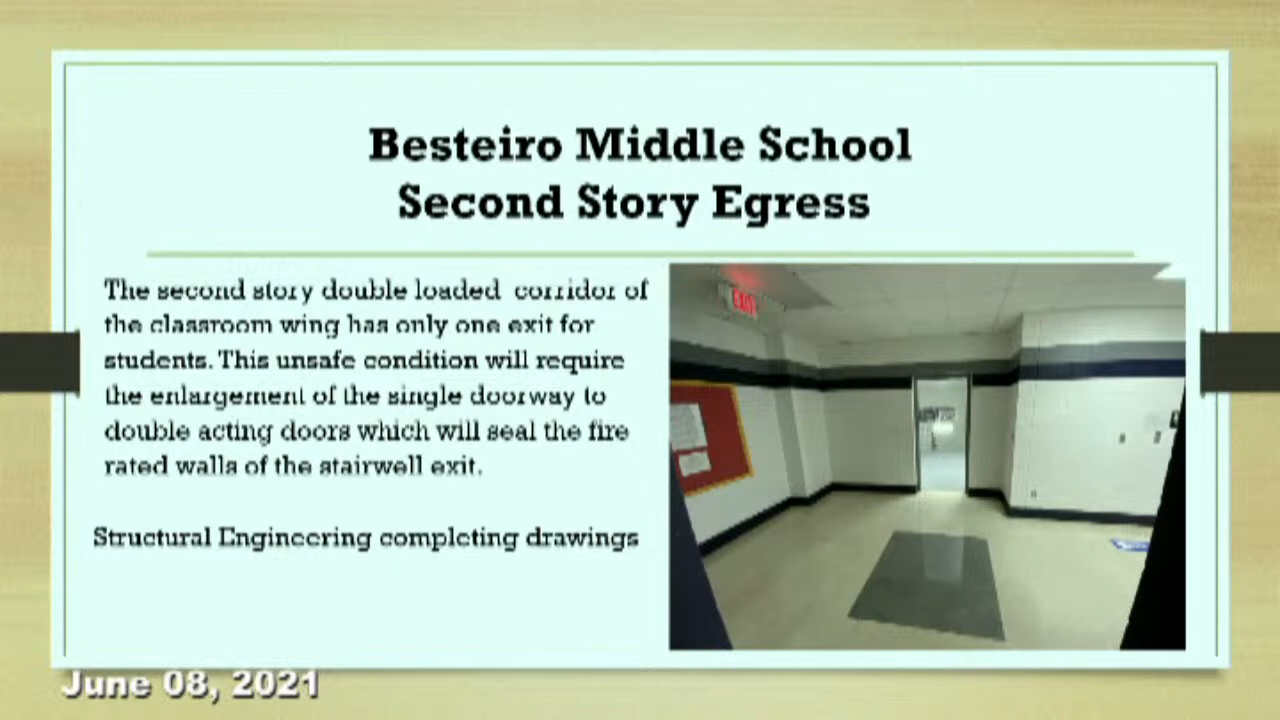 Besteiro Middle School
Second Story Egress
The second story double loaded corridor of
the classroom wing has only one exit for
students. This unsafe condition will require
the enlargement of the single doorway to
double acting doors which will seal the fire
rated walls of the stairwell exit.
Structural Engineering completing drawings
EXIT
June 08, 2021